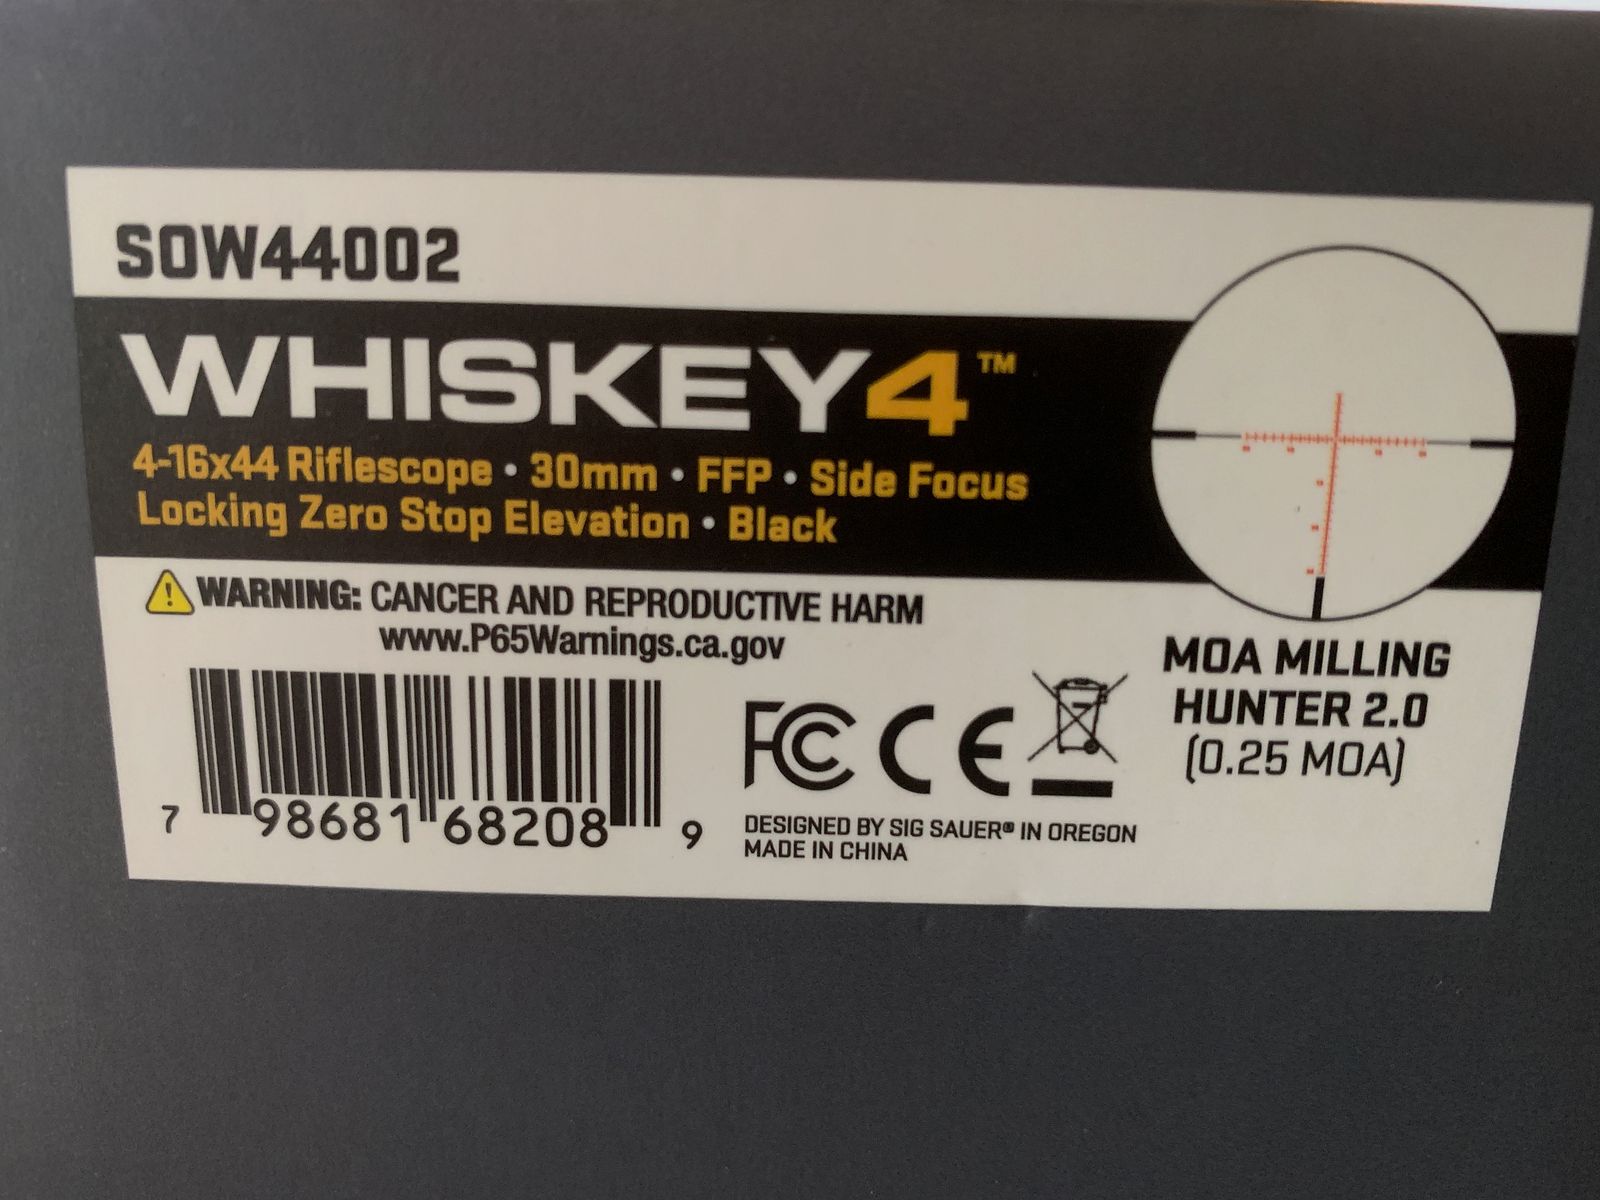 SOW44002
WHISKEY4™
4-16x44 Riflescope • 30mm • FFP • Side Focus
Locking Zero Stop Elevation • Black
WARNING: CANCER AND REPRODUCTIVE HARM
www.P65Warnings.ca.gov
7 98681 68208 9
FC CE
DESIGNED BY SIG SAUER® IN OREGON
MADE IN CHINA
MOA MILLING
HUNTER 2.0
(0.25 MOA)